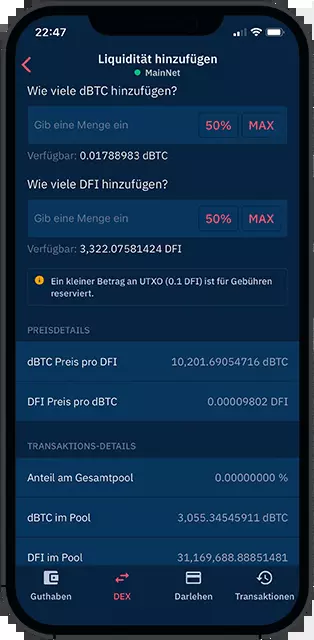 22:47
Liquidität hinzufügen
MainNet
Wie viele dBTC hinzufügen?
Gib eine Menge ein 50% MAX
Verfügbar: 0.01788983 dBTC
Wie viele DFI hinzufügen?
Gib eine Menge ein 50% MAX
Verfügbar: 3,322.07581424 DFI
Ein kleiner Betrag an UTXO (0.1 DFI) ist für Gebühren
reserviert.
PREISDETAILS
dBTC Preis pro DFI 10,201.69054716 dBTC
DFI Preis pro dBTC 0.00009802 DFI
TRANSAKTIONS-DETAILS
Anteil am Gesamtpool 0.00000000 %
dBTC im Pool 3,055.34545911 dBTC
DFI im Pool 31,169,688.88851481
Guthaben DEX Darlehen Transaktionen